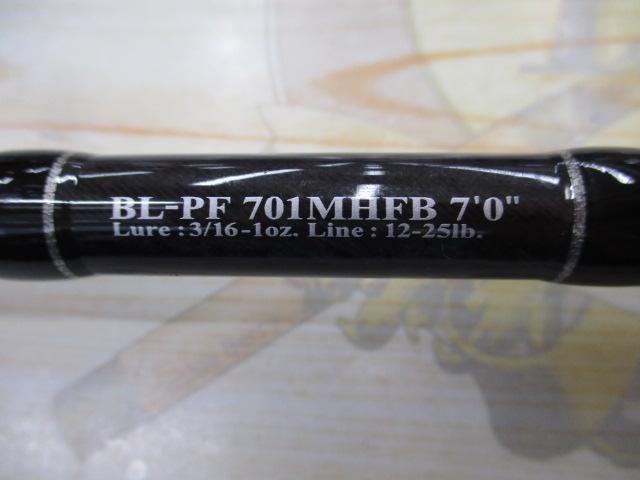 BL-PF 701MHFB 7'0"
Lure : 3/16-1oz. Line : 12-25lb.